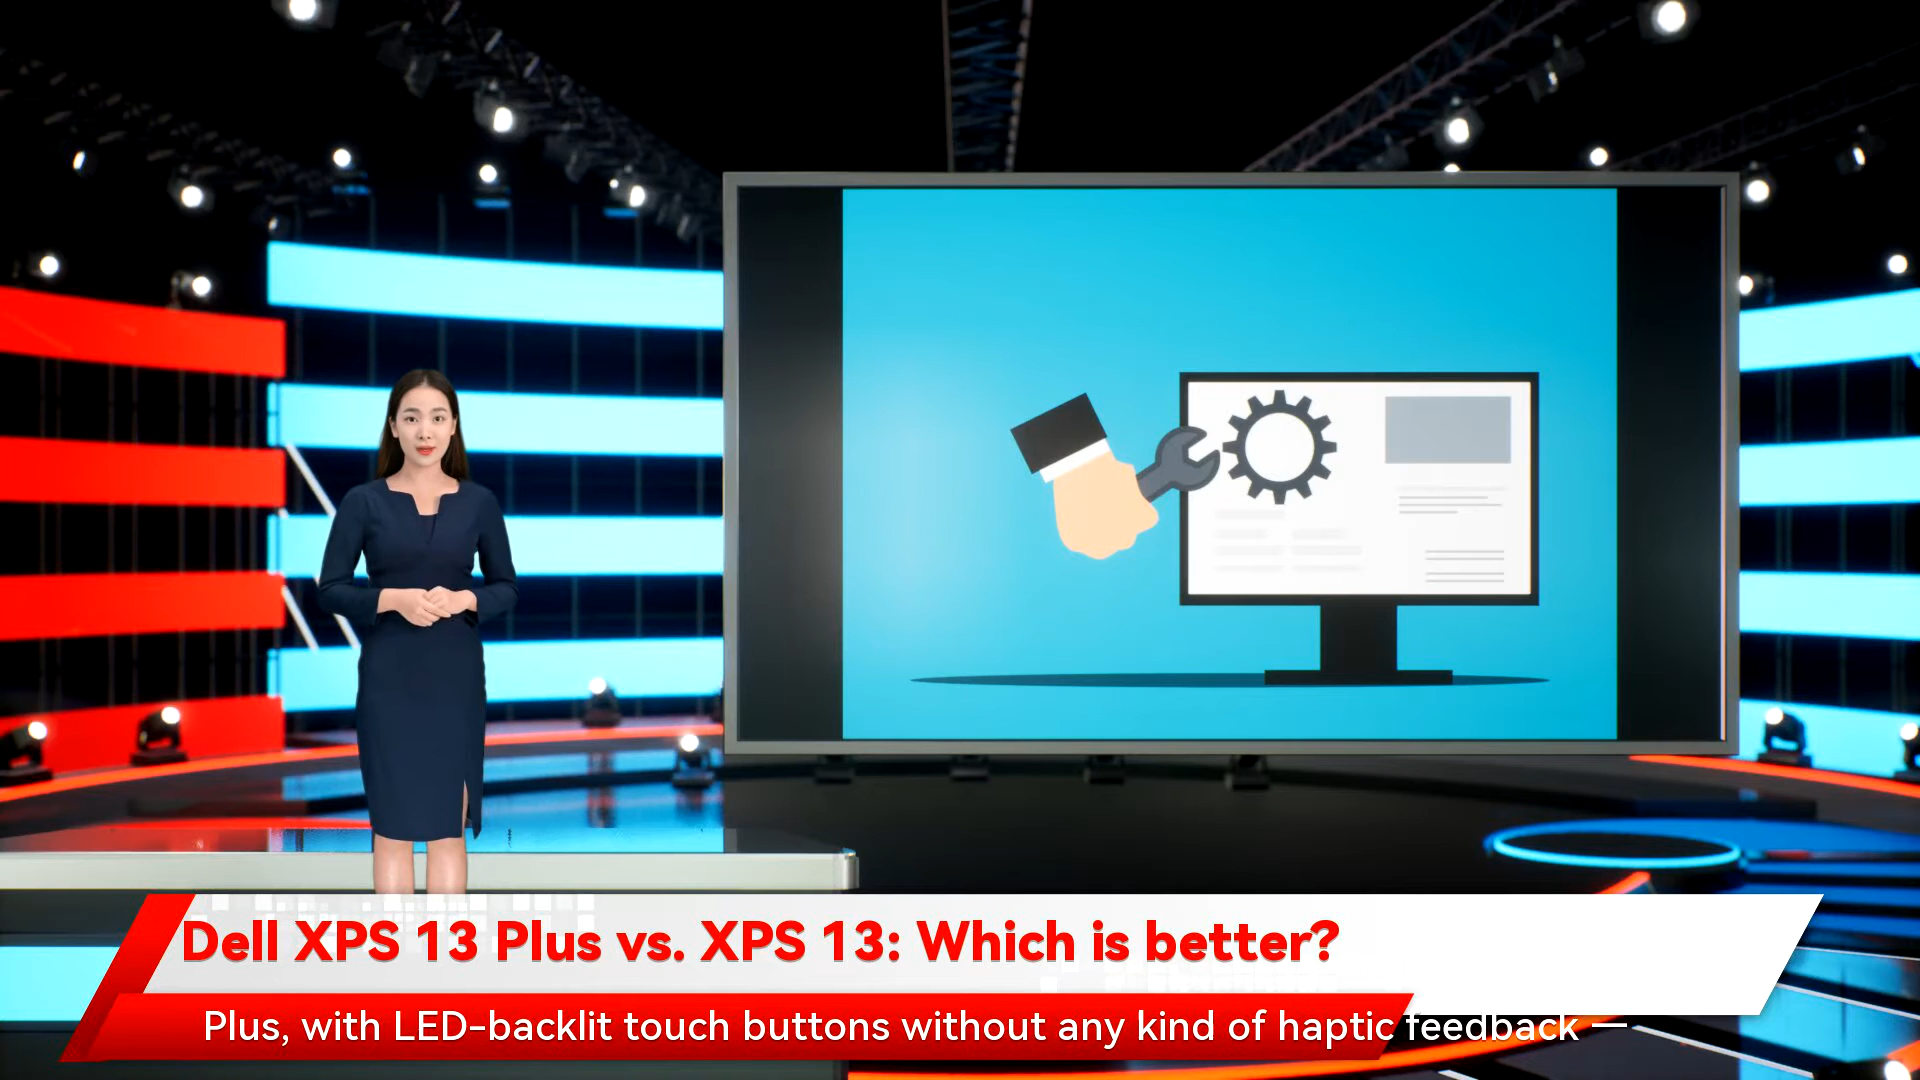 Dell XPS 13 Plus vs. XPS 13: Which is better?
Plus, with LED-backlit touch buttons without any kind of haptic feedback —